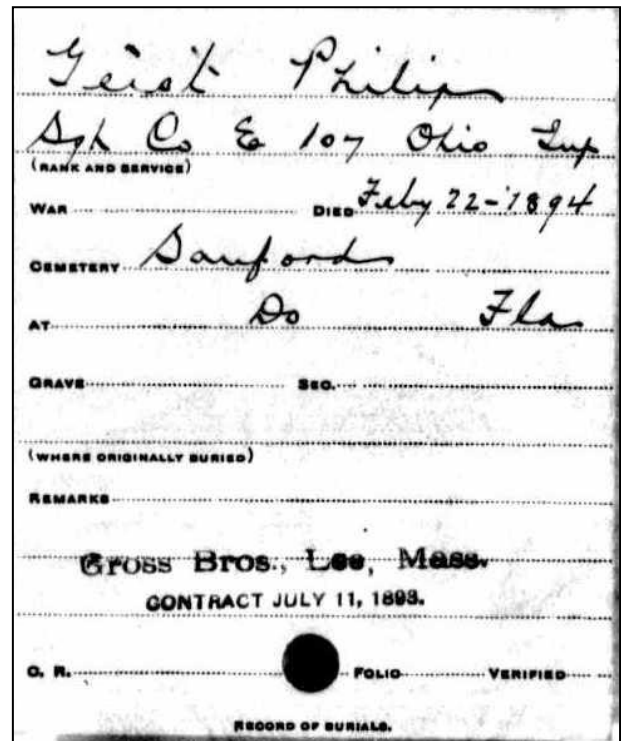 Geist Philip
Sgt Co E 107 Ohio Inf
(RANK AND SERVICE)
WAR DIED Feby 22-1894
CEMETERY Sanford
AT Do Fla
GRAVE SEC.
(WHERE ORIGINALLY BURIED)
REMARKS
Gross Bros., Lee, Mass.
CONTRACT JULY 11, 1893.
O. R. FOLIO VERIFIED
RECORD OF BURIALS.